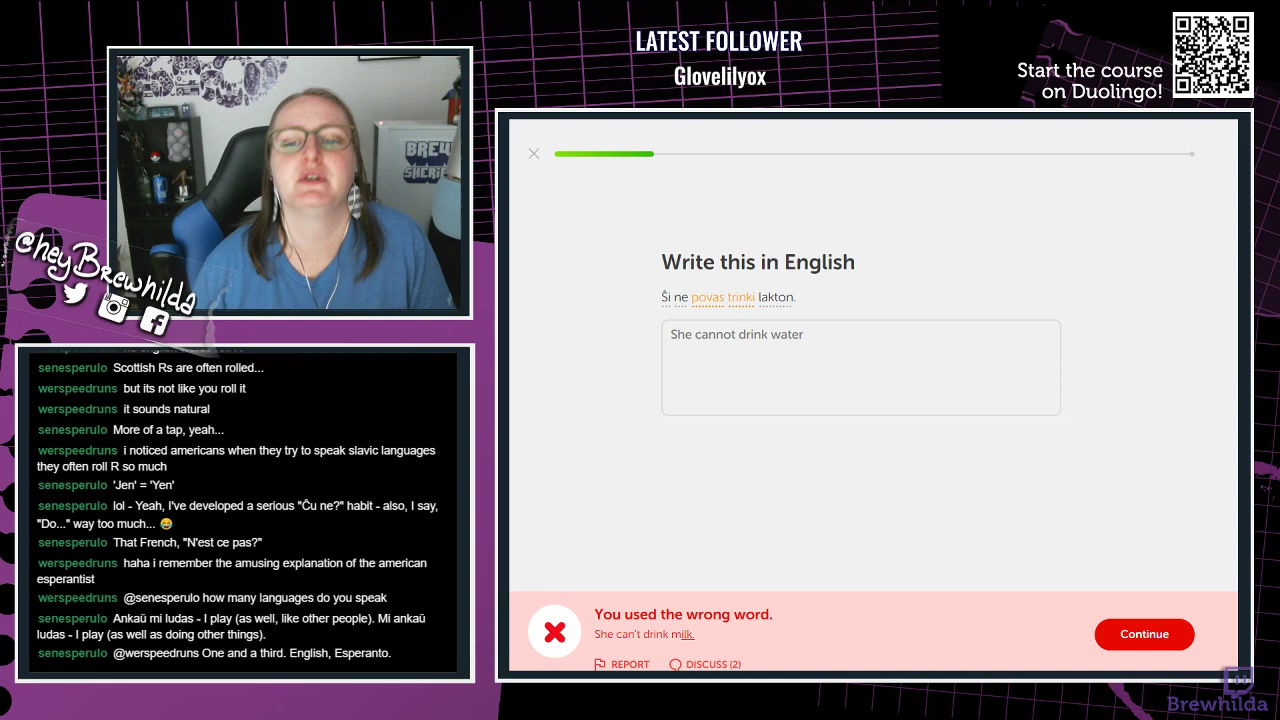 LATEST FOLLOWER
Glovelilyox
Start the course
on Duolingo!
BREW
SHERIF
@heyBrewhilda
senesperulo Scottish Rs are often rolled...
werspeedruns but its not like you roll it
werspeedruns it sounds natural
senesperulo More of a tap, yeah...
werspeedruns i noticed americans when they try to speak slavic languages
they often roll R so much
senesperulo 'Jen' = 'Yen'
senesperulo lol - Yeah, I've developed a serious "Ĉu ne?" habit - also, I say,
"Do..." way too much... 😂
senesperulo That French, "N'est ce pas?"
werspeedruns haha i remember the amusing explanation of the american
esperantist
werspeedruns @senesperulo how many languages do you speak
senesperulo Ankaŭ mi ludas - I play (as well, like other people). Mi ankaŭ
ludas - I play (as well as doing other things).
senesperulo @werspeedruns One and a third. English, Esperanto.
Write this in English
Ŝi ne povas trinki lakton.
She cannot drink water
You used the wrong word.
She can't drink milk.
REPORT DISCUSS (2)
Continue
Brewhilda